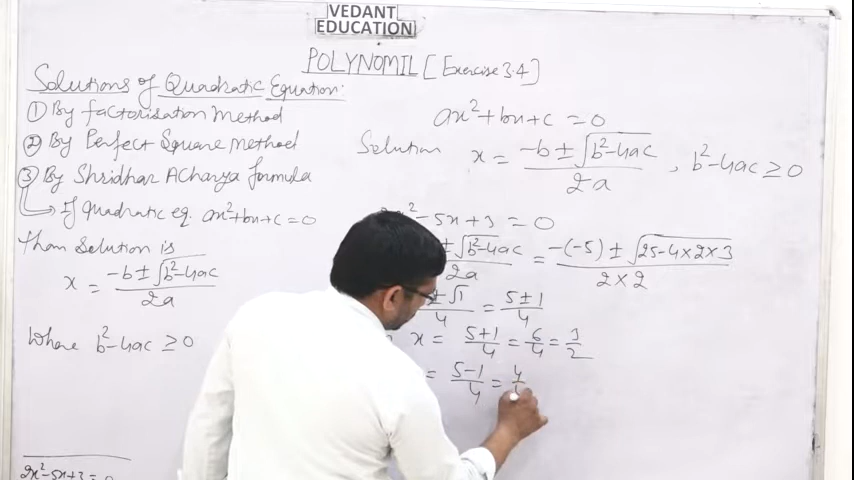 VEDANT
EDUCATION
POLYNOMIL [Exercise 3.4]
Solutions of Quadratic Equation:
① By factorisation Method
② By Perfect Square Method
③ By Shridhar Acharya formula
→ If Quadratic eq. ax²+bx+c=0
then solution is
x = (-b ± √(b²-4ac))/2a
Where b²-4ac ≥ 0
2x²-5x+3=0
ax²+bx+c = 0
Solution x = (-b ± √(b²-4ac))/2a , b²-4ac ≥ 0
x²-5x+3 = 0
± √(b²-4ac)/2a = (-(-5) ± √(25-4×2×3))/(2×2)
± √1/4 = (5±1)/4
x = (5+1)/4 = 6/4 = 3/2
= (5-1)/4 = 4/